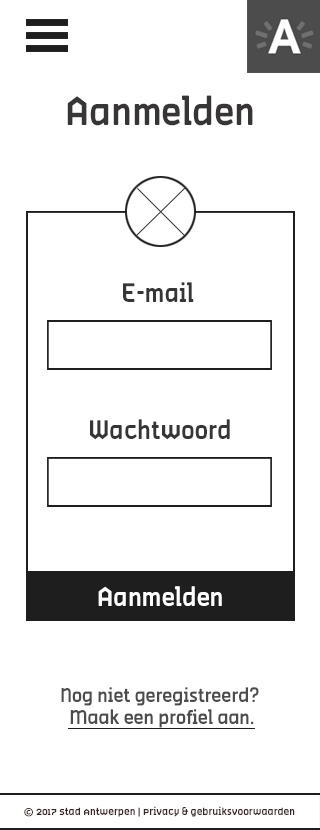 A
Aanmelden
E-mail
Wachtwoord
Aanmelden
Nog niet geregistreerd?
Maak een profiel aan.
© 2017 Stad Antwerpen | Privacy & gebruiksvoorwaarden